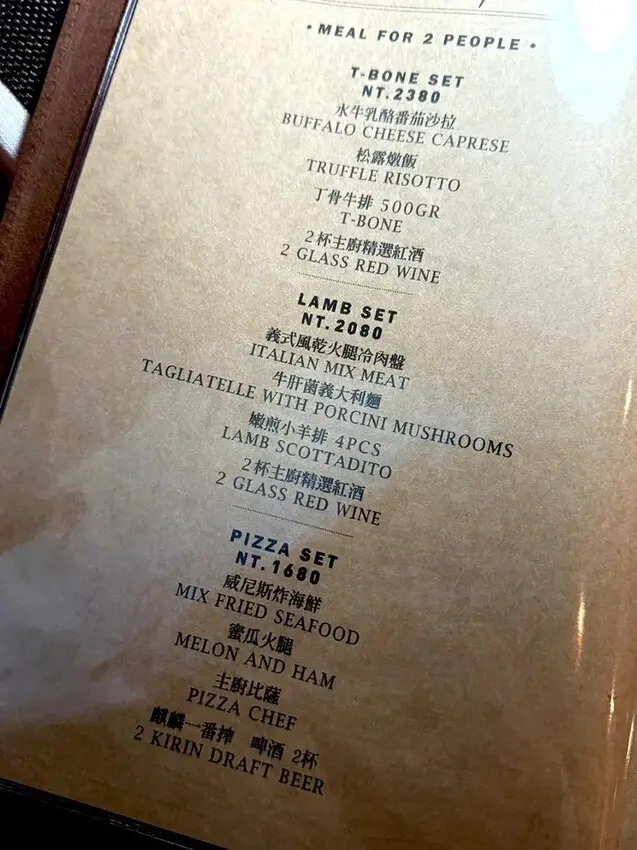 • MEAL FOR 2 PEOPLE •
T-BONE SET
NT.2380
水牛乳酪番茄沙拉
BUFFALO CHEESE CAPRESE
松露燉飯
TRUFFLE RISOTTO
丁骨牛排 500GR
T-BONE
2杯主廚精選紅酒
2 GLASS RED WINE
LAMB SET
NT.2080
義式風乾火腿冷肉盤
ITALIAN MIX MEAT
牛肝菌義大利麵
TAGLIATELLE WITH PORCINI MUSHROOMS
嫩煎小羊排 4PCS
LAMB SCOTTADITO
2杯主廚精選紅酒
2 GLASS RED WINE
PIZZA SET
NT.1680
威尼斯炸海鮮
MIX FRIED SEAFOOD
蜜瓜火腿
MELON AND HAM
主廚比薩
PIZZA CHEF
麒麟一番搾 啤酒 2杯
2 KIRIN DRAFT BEER